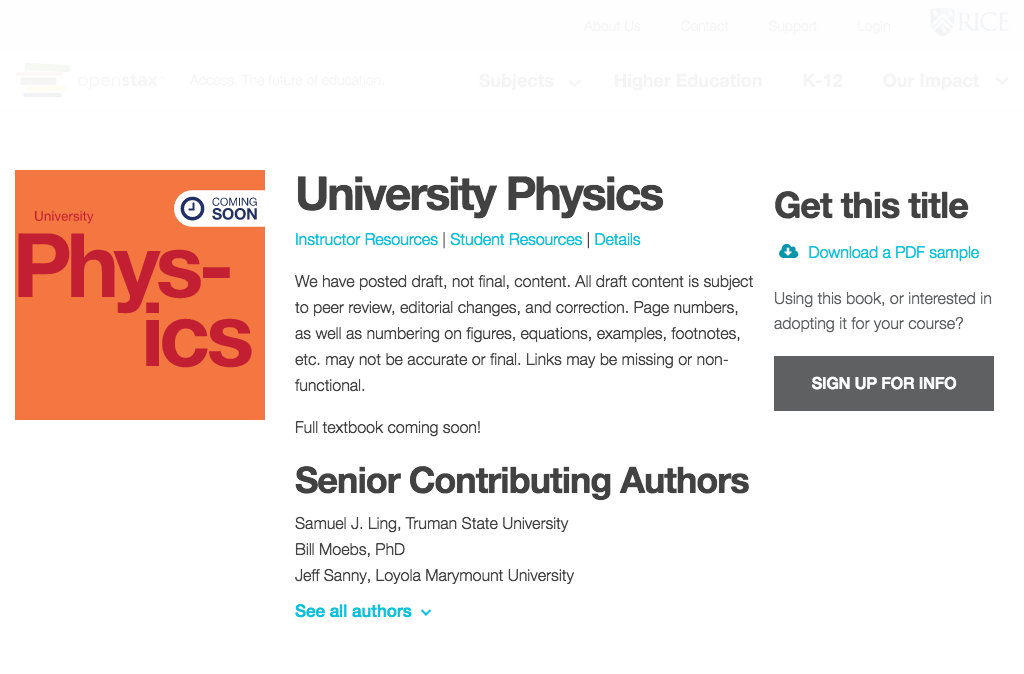 About Us Contact Support Login RICE
openstax Access. The future of education. Subjects Higher Education K-12 Our Impact
COMING
SOON
University
Phys-
ics
University Physics
Instructor Resources | Student Resources | Details
We have posted draft, not final, content. All draft content is subject
to peer review, editorial changes, and correction. Page numbers,
as well as numbering on figures, equations, examples, footnotes,
etc. may not be accurate or final. Links may be missing or non-
functional.
Full textbook coming soon!
Senior Contributing Authors
Samuel J. Ling, Truman State University
Bill Moebs, PhD
Jeff Sanny, Loyola Marymount University
See all authors
Get this title
Download a PDF sample
Using this book, or interested in
adopting it for your course?
SIGN UP FOR INFO